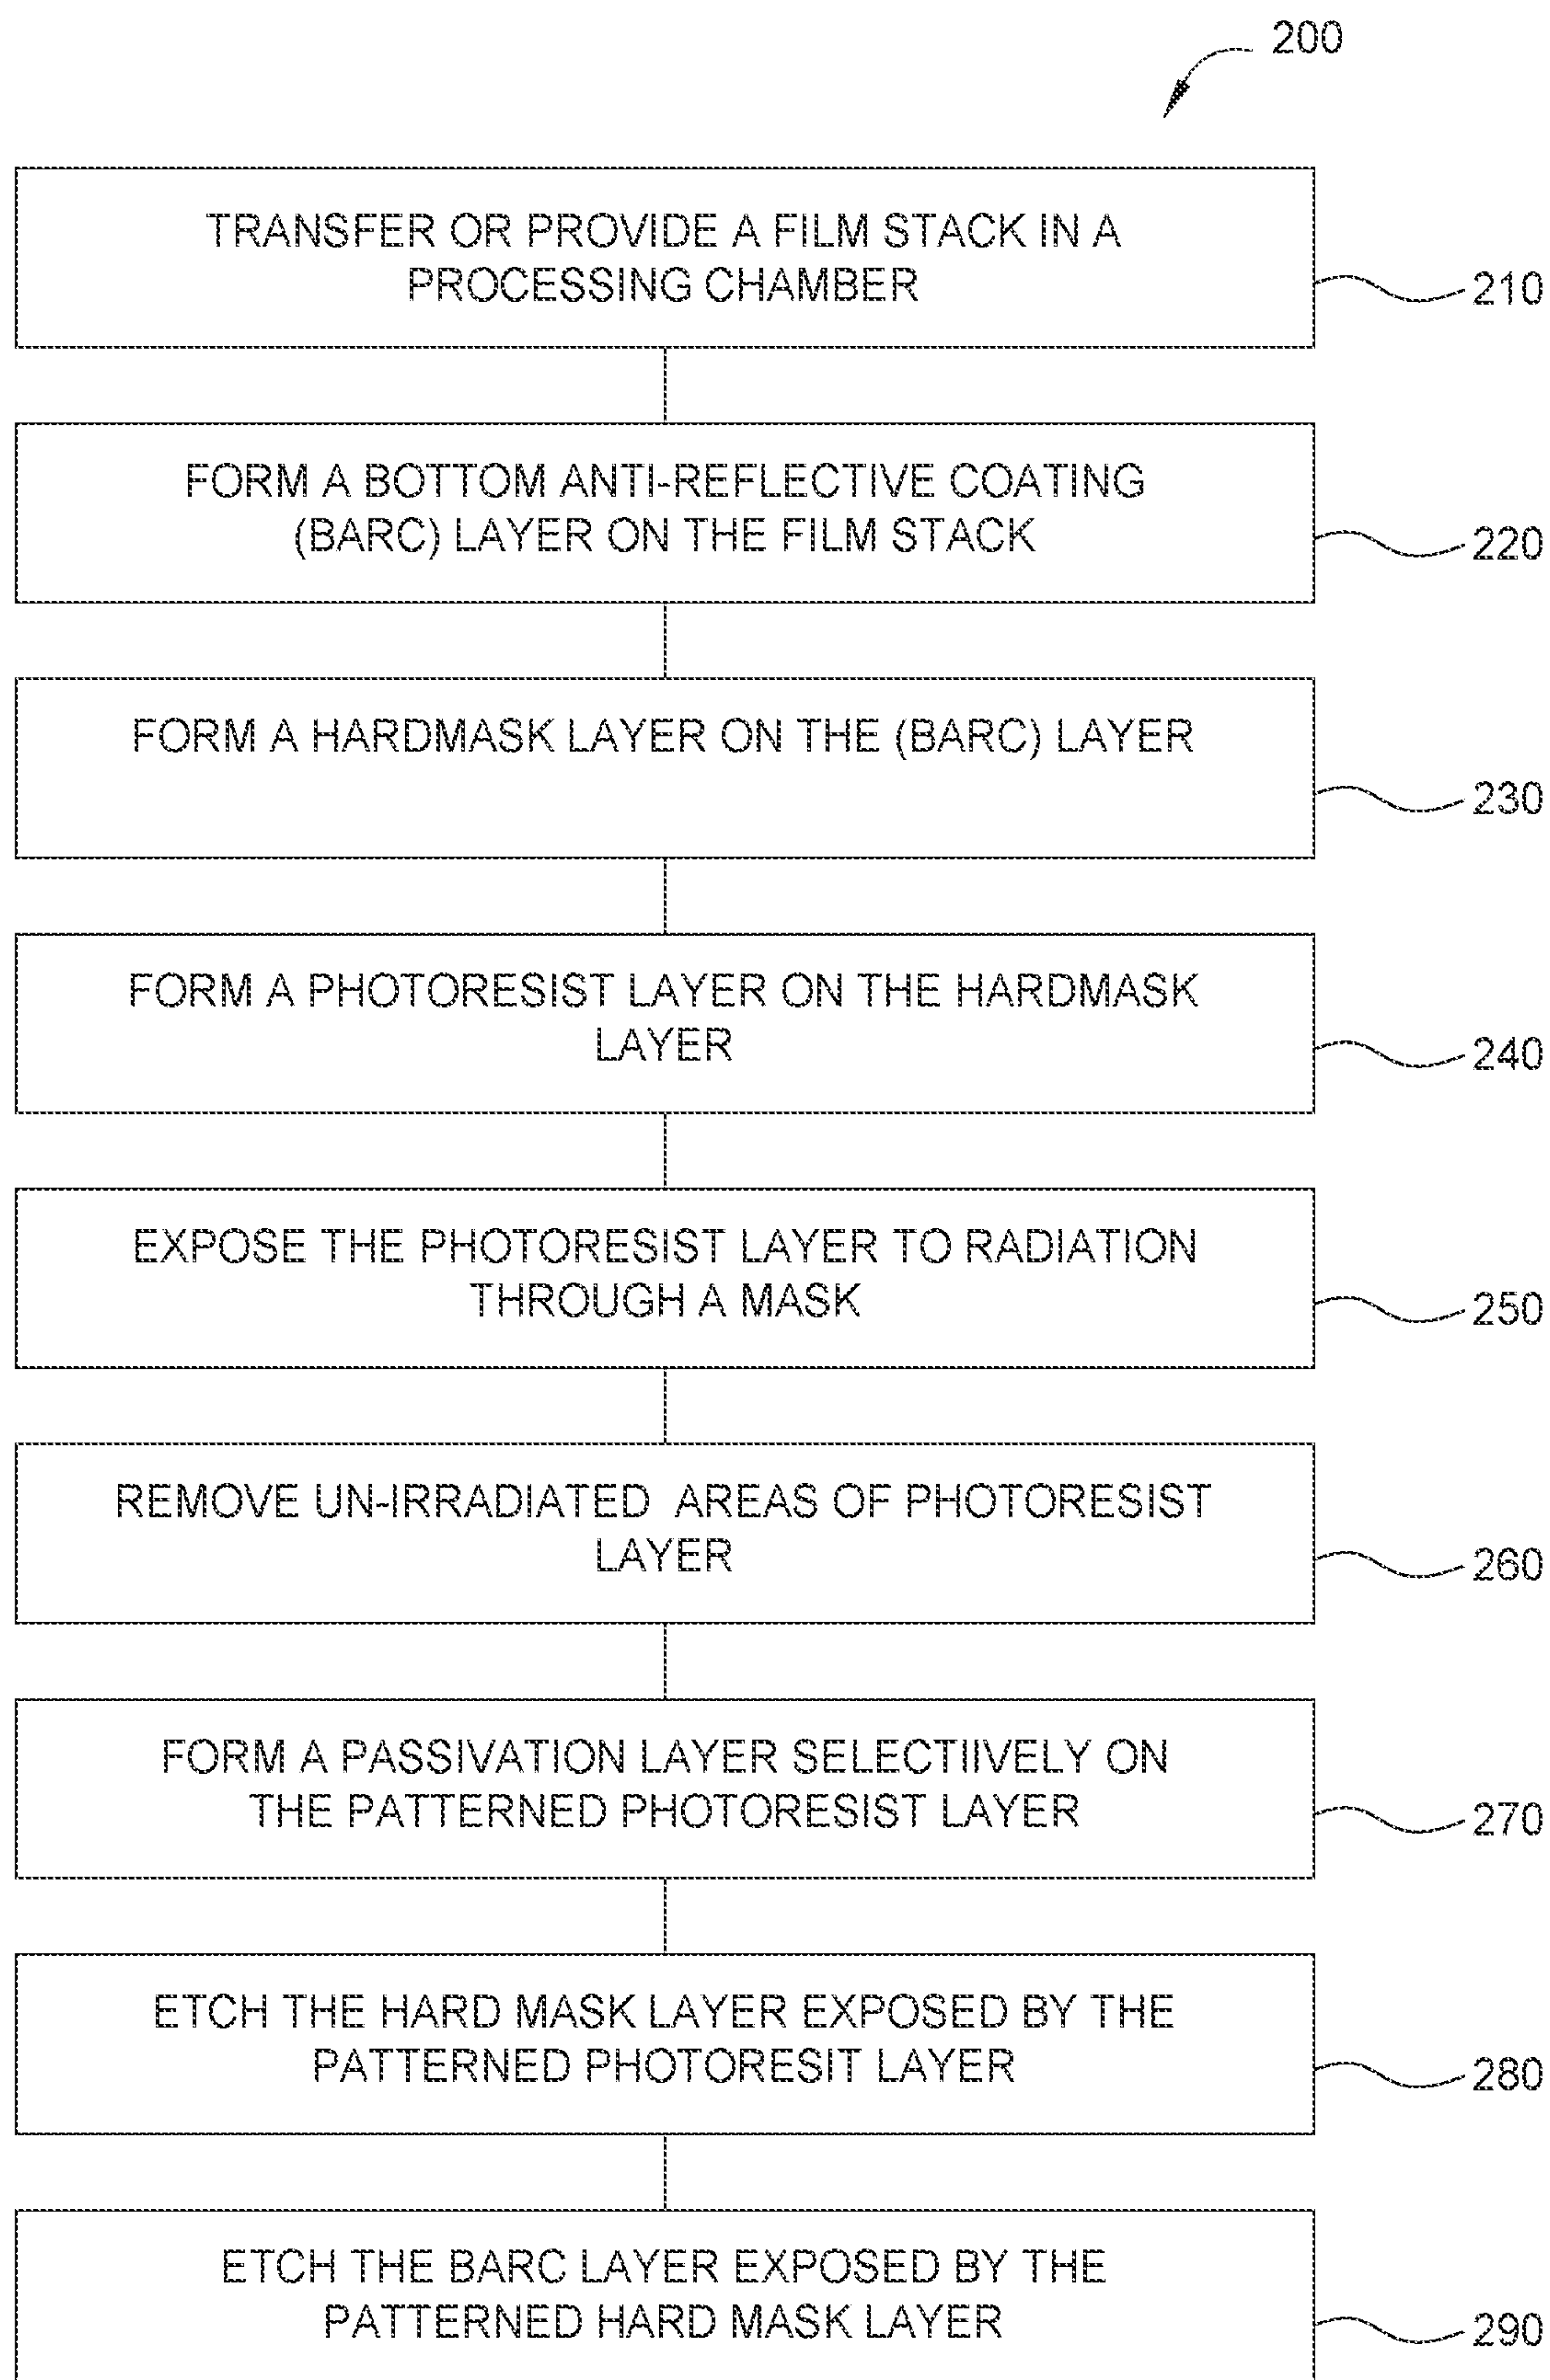 200
TRANSFER OR PROVIDE A FILM STACK IN A
PROCESSING CHAMBER
210
FORM A BOTTOM ANTI-REFLECTIVE COATING
(BARC) LAYER ON THE FILM STACK
220
FORM A HARDMASK LAYER ON THE (BARC) LAYER
230
FORM A PHOTORESIST LAYER ON THE HARDMASK
LAYER
240
EXPOSE THE PHOTORESIST LAYER TO RADIATION
THROUGH A MASK
250
REMOVE UN-IRRADIATED AREAS OF PHOTORESIST
LAYER
260
FORM A PASSIVATION LAYER SELECTIIVELY ON
THE PATTERNED PHOTORESIST LAYER
270
ETCH THE HARD MASK LAYER EXPOSED BY THE
PATTERNED PHOTORESIT LAYER
280
ETCH THE BARC LAYER EXPOSED BY THE
PATTERNED HARD MASK LAYER
290